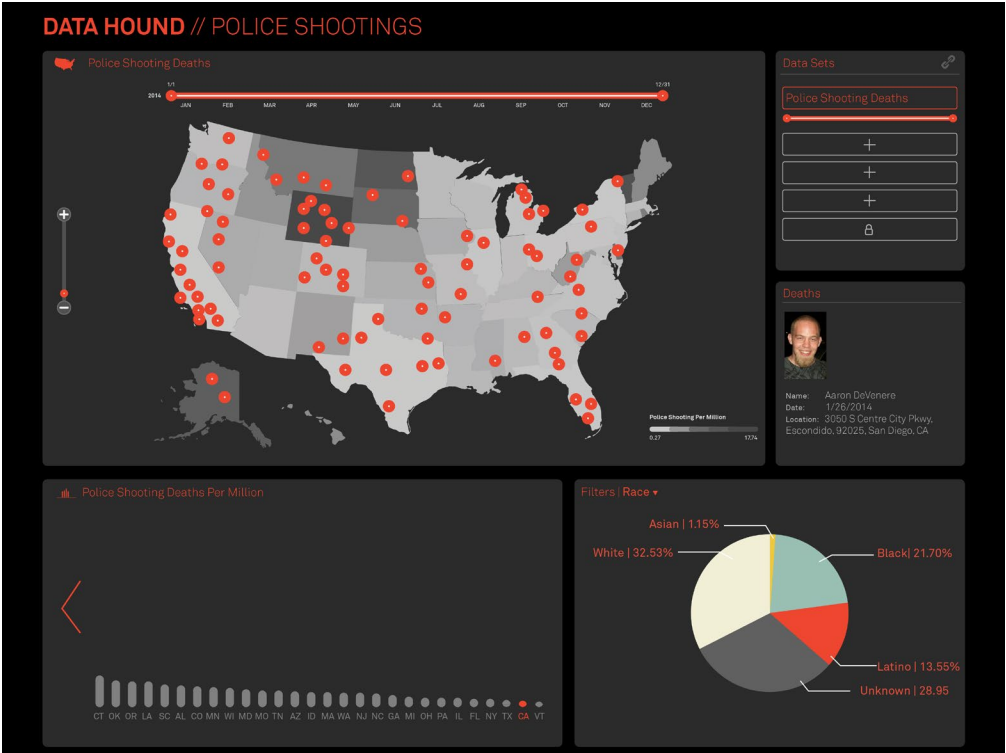 DATA HOUND // POLICE SHOOTINGS
Police Shooting Deaths
1/1
12/31
2014
JAN FEB MAR APR MAY JUN JUL AUG SEP OCT NOV DEC
Police Shooting Per Million
0.27 17.74
Data Sets
Police Shooting Deaths
Deaths
Name: Aaron DeVenere
Date: 1/26/2014
Location: 3050 S Centre City Pkwy,
Escondido, 92025, San Diego, CA
Police Shooting Deaths Per Million
CT OK OR LA SC AL CO MN WI MD MO TN AZ ID MA WA NJ NC GA MI OH PA IL FL NY TX CA VT
Filters | Race ▾
Asian | 1.15%
White | 32.53%
Black| 21.70%
Latino | 13.55%
Unknown | 28.95